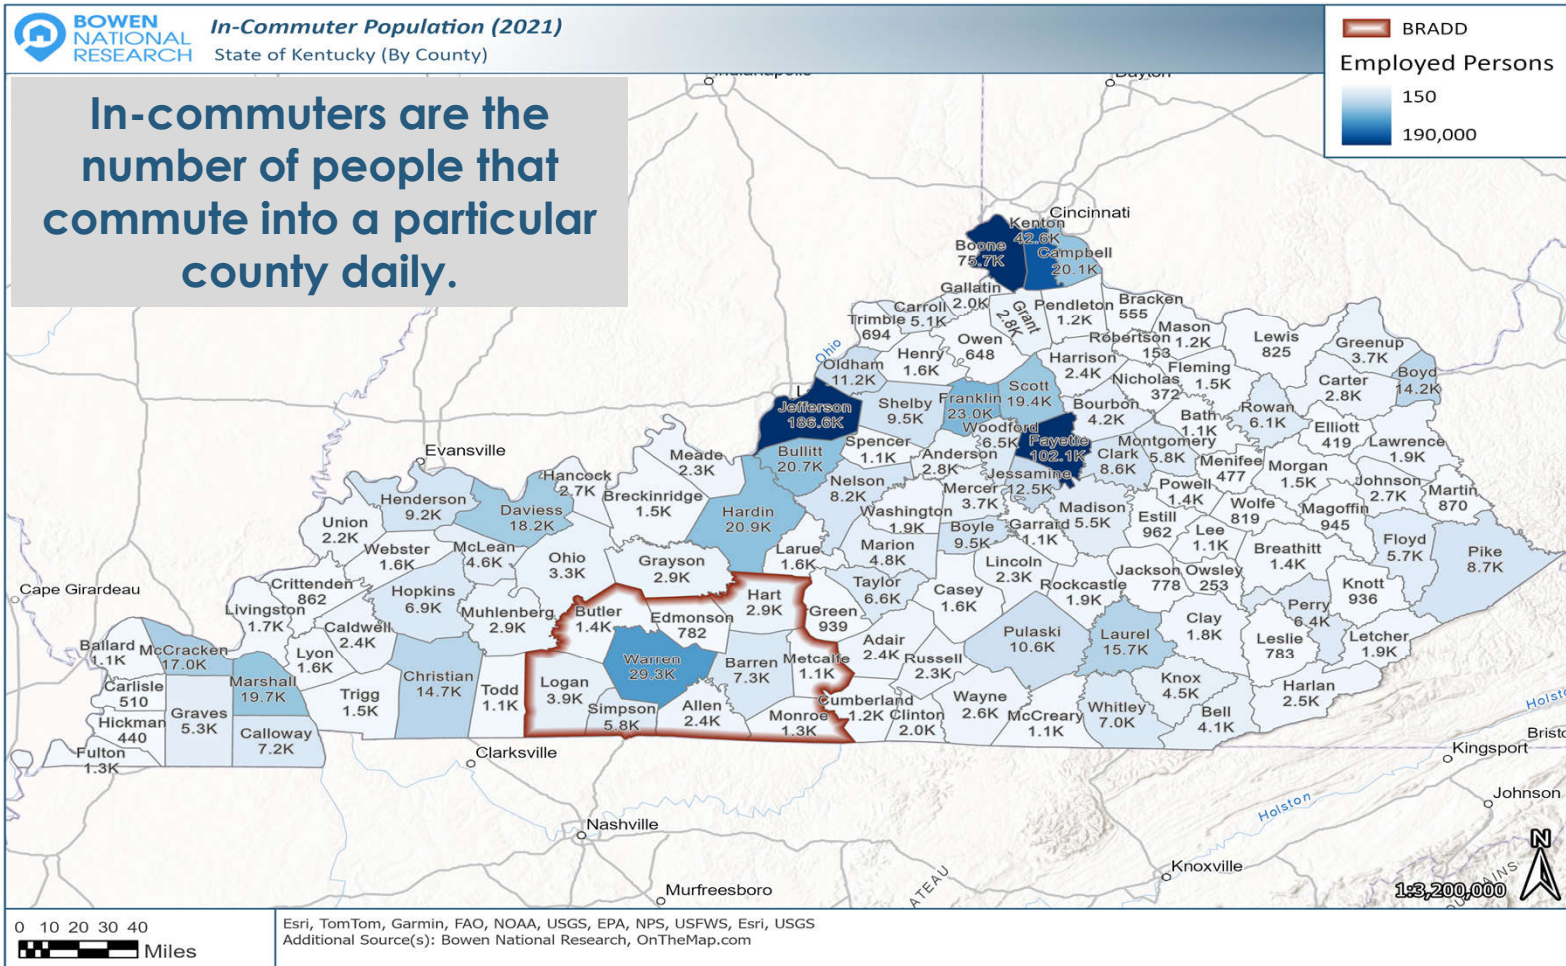 BOWEN
NATIONAL
RESEARCH
In-Commuter Population (2021)
State of Kentucky (By County)
BRADD
Employed Persons
150
190,000
In-commuters are the
number of people that
commute into a particular
county daily.
Indianapolis
Dayton
Cincinnati
Kenton
42.6K
Boone
75.7K
Campbell
20.1K
Gallatin
2.0K
Carroll
5.1K
Trimble
694
Grant
2.8K
Pendleton
1.2K
Bracken
555
Mason
1.2K
Robertson
153
Lewis
825
Greenup
3.7K
Boyd
14.2K
Ohio
Oldham
11.2K
Henry
1.6K
Owen
648
Harrison
2.4K
Nicholas
372
Fleming
1.5K
Carter
2.8K
Jefferson
186.6K
Shelby
9.5K
Franklin
23.0K
Scott
19.4K
Bourbon
4.2K
Bath
1.1K
Rowan
6.1K
Elliott
419
Lawrence
1.9K
Woodford
6.5K
Fayette
102.1K
Spencer
1.1K
Bullitt
20.7K
Anderson
2.8K
Clark
8.6K
Montgomery
5.8K
Menifee
477
Morgan
1.5K
Johnson
2.7K
Martin
870
Evansville
Meade
2.3K
Hancock
2.7K
Breckinridge
1.5K
Nelson
8.2K
Mercer
3.7K
Jessamine
12.5K
Powell
1.4K
Wolfe
819
Magoffin
945
Henderson
9.2K
Daviess
18.2K
Hardin
20.9K
Washington
1.9K
Boyle
9.5K
Garrard
1.1K
Madison
5.5K
Estill
962
Lee
1.1K
Breathitt
1.4K
Floyd
5.7K
Pike
8.7K
Union
2.2K
Webster
1.6K
McLean
4.6K
Ohio
3.3K
Grayson
2.9K
Larue
1.6K
Marion
4.8K
Lincoln
2.3K
Rockcastle
1.9K
Jackson
778
Owsley
253
Knott
936
Cape Girardeau
Crittenden
862
Hopkins
6.9K
Muhlenberg
2.9K
Butler
1.4K
Edmonson
782
Hart
2.9K
Green
939
Taylor
6.6K
Casey
1.6K
Clay
1.8K
Perry
6.4K
Letcher
1.9K
Livingston
1.7K
Caldwell
2.4K
Lyon
1.6K
Ballard
1.1K
McCracken
17.0K
Marshall
19.7K
Christian
14.7K
Todd
1.1K
Logan
3.9K
Warren
29.3K
Barren
7.3K
Metcalfe
1.1K
Adair
2.4K
Russell
2.3K
Pulaski
10.6K
Laurel
15.7K
Leslie
783
Harlan
2.5K
Carlisle
510
Graves
5.3K
Trigg
1.5K
Simpson
5.8K
Allen
2.4K
Monroe
1.3K
Cumberland
1.2K
Clinton
2.0K
Wayne
2.6K
McCreary
1.1K
Whitley
7.0K
Knox
4.5K
Bell
4.1K
Hickman
440
Fulton
1.3K
Calloway
7.2K
Clarksville
Nashville
Murfreesboro
Knoxville
Kingsport
Johnson
Holston
ATEAU
N
1:3,200,000
0 10 20 30 40
Miles
Esri, TomTom, Garmin, FAO, NOAA, USGS, EPA, NPS, USFWS, Esri, USGS
Additional Source(s): Bowen National Research, OnTheMap.com